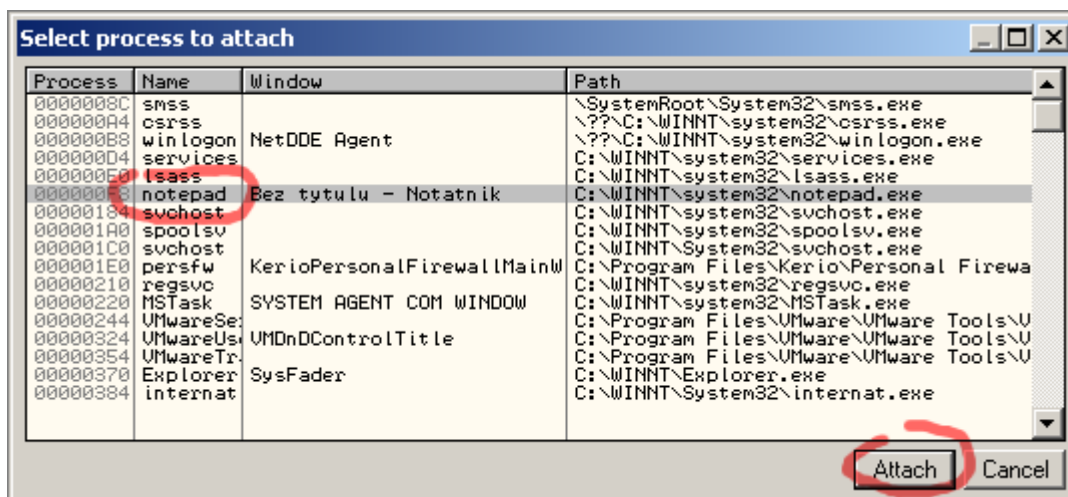 Select process to attach
Process Name Window Path
0000008C smss \SystemRoot\System32\smss.exe
000000A4 csrss \??\C:\WINNT\system32\csrss.exe
000000B8 winlogon NetDDE Agent \??\C:\WINNT\system32\winlogon.exe
000000D4 services C:\WINNT\system32\services.exe
000000E0 lsass C:\WINNT\system32\lsass.exe
notepad Bez tytulu - Notatnik C:\WINNT\system32\notepad.exe
00000184 svchost C:\WINNT\system32\svchost.exe
000001A0 spoolsv C:\WINNT\system32\spoolsv.exe
000001C0 svchost C:\WINNT\System32\svchost.exe
000001E0 persfw KerioPersonalFirewallMainW C:\Program Files\Kerio\Personal Firewa
00000210 regsvc C:\WINNT\system32\regsvc.exe
00000220 MSTask SYSTEM AGENT COM WINDOW C:\WINNT\system32\MSTask.exe
00000244 VMwareSe C:\Program Files\VMware\VMware Tools\V
00000324 VMwareUs VMDnDControlTitle C:\Program Files\VMware\VMware Tools\V
00000354 VMwareTr C:\Program Files\VMware\VMware Tools\V
00000370 Explorer SysFader C:\WINNT\Explorer.exe
00000384 internat C:\WINNT\System32\internat.exe
Attach Cancel